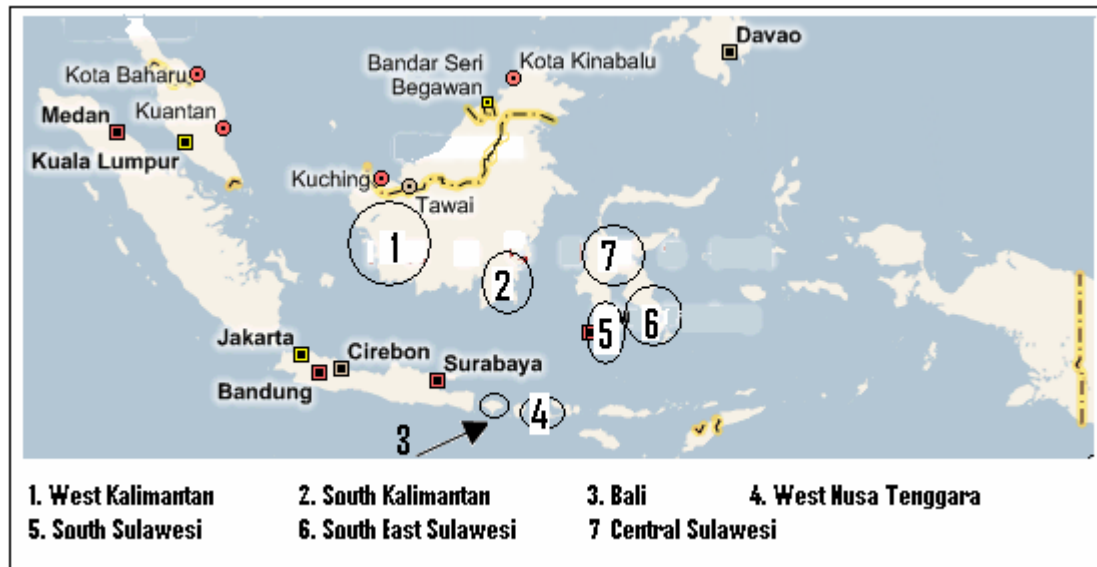 Davao
Bandar Seri
Begawan
Kota Kinabalu
Kota Baharu
Medan
Kuantan
Kuala Lumpur
Kuching
Tawai
1
7
2
6
5
Jakarta
Cirebon
Surabaya
Bandung
4
3
1. West Kalimantan 2. South Kalimantan 3. Bali 4. West Nusa Tenggara
5. South Sulawesi 6. South East Sulawesi 7 Central Sulawesi